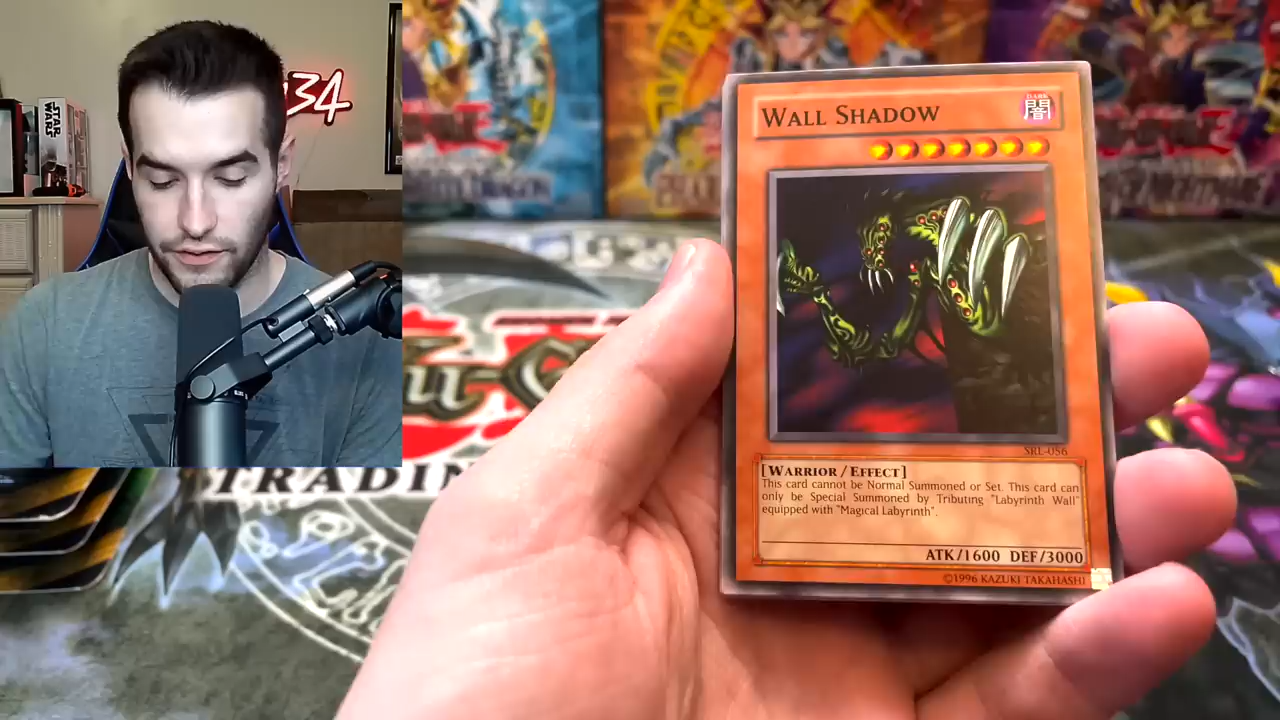 STAR
WARS
34
WALL SHADOW
DARK
闇
SRL-056
[WARRIOR/EFFECT]
This card cannot be Normal Summoned or Set. This card can
only be Special Summoned by Tributing "Labyrinth Wall"
equipped with "Magical Labyrinth".
ATK/1600 DEF/3000
©1996 KAZUKI TAKAHASHI
TRADIN